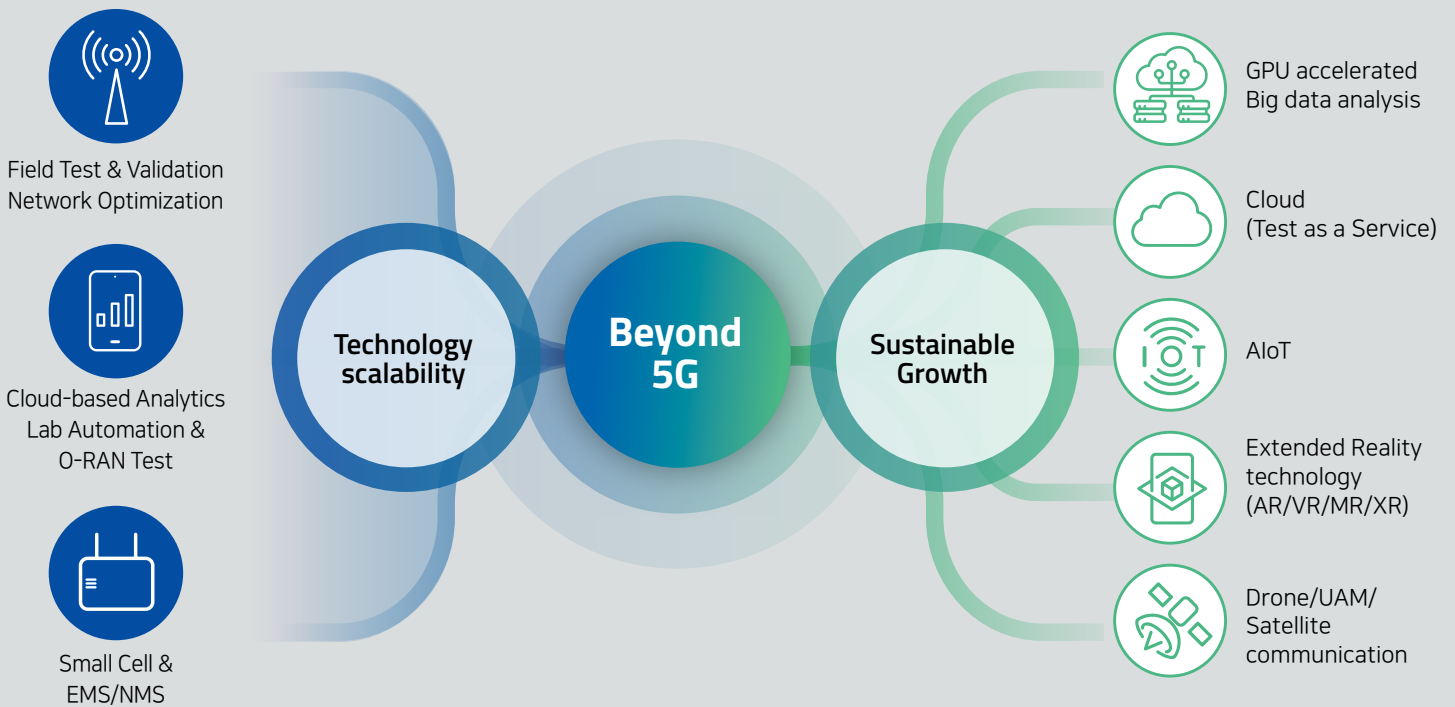 Field Test & Validation
Network Optimization
Cloud-based Analytics
Lab Automation &
O-RAN Test
Small Cell &
EMS/NMS
Technology
scalability
Beyond
5G
Sustainable
Growth
GPU accelerated
Big data analysis
Cloud
(Test as a Service)
I O T
AIoT
Extended Reality
technology
(AR/VR/MR/XR)
Drone/UAM/
Satellite
communication